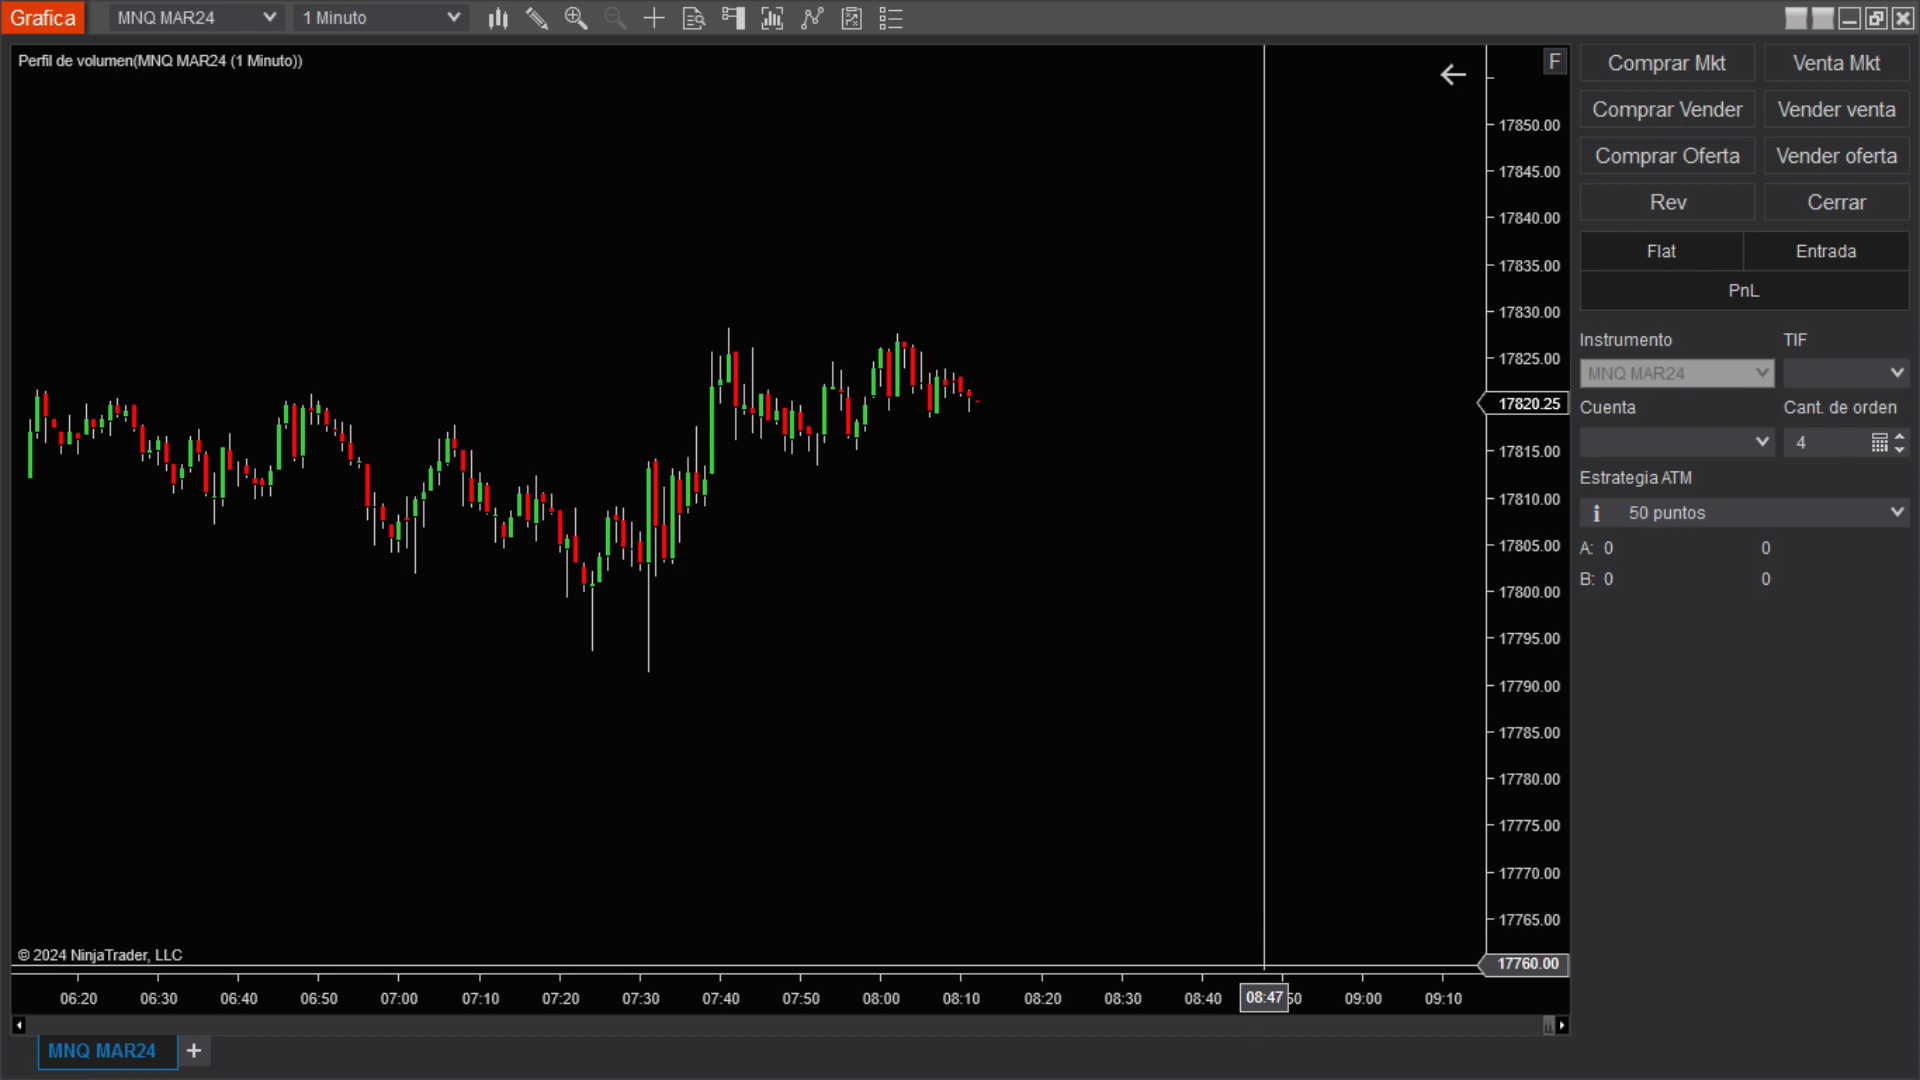 Grafica MNQ MAR24 1 Minuto
Perfil de volumen(MNQ MAR24 (1 Minuto))
F
17850.00
17845.00
17840.00
17835.00
17830.00
17825.00
17820.25
17815.00
17810.00
17805.00
17800.00
17795.00
17790.00
17785.00
17780.00
17775.00
17770.00
17765.00
17760.00
© 2024 NinjaTrader, LLC
06:20 06:30 06:40 06:50 07:00 07:10 07:20 07:30 07:40 07:50 08:00 08:10 08:20 08:30 08:40 08:47 50 09:00 09:10
MNQ MAR24 +
Comprar Mkt Venta Mkt
Comprar Vender Vender venta
Comprar Oferta Vender oferta
Rev Cerrar
Flat Entrada
PnL
Instrumento TIF
MNQ MAR24
Cuenta Cant. de orden
4
Estrategia ATM
i 50 puntos
A: 0 0
B: 0 0